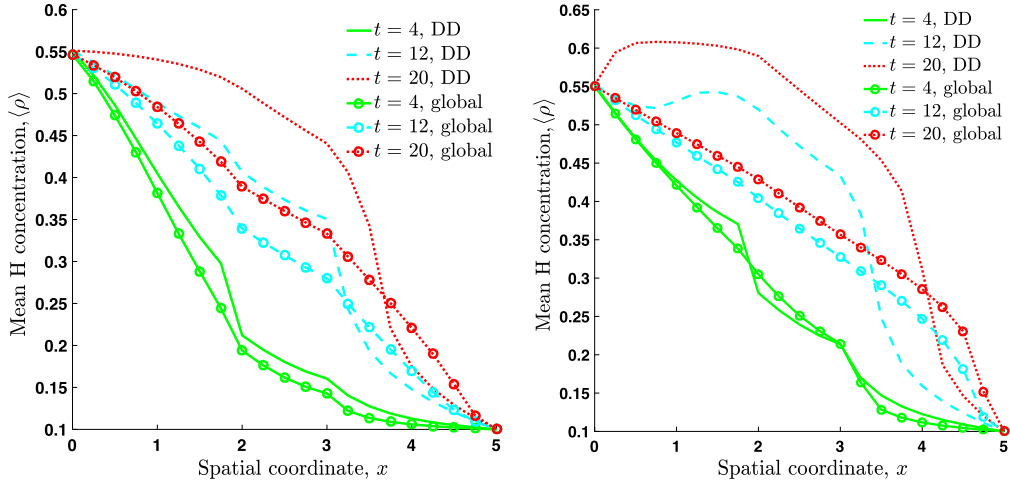 0.6
0.55
0.5
0.45
0.4
0.35
0.3
0.25
0.2
0.15
0.1
0
1
2
3
4
5
Mean H concentration, ⟨ρ⟩
Spatial coordinate, x
t = 4, DD
t = 12, DD
t = 20, DD
t = 4, global
t = 12, global
t = 20, global
0.65
0.6
0.55
0.5
0.45
0.4
0.35
0.3
0.25
0.2
0.15
0.1
0
1
2
3
4
5
Mean H concentration, ⟨ρ⟩
Spatial coordinate, x
t = 4, DD
t = 12, DD
t = 20, DD
t = 4, global
t = 12, global
t = 20, global